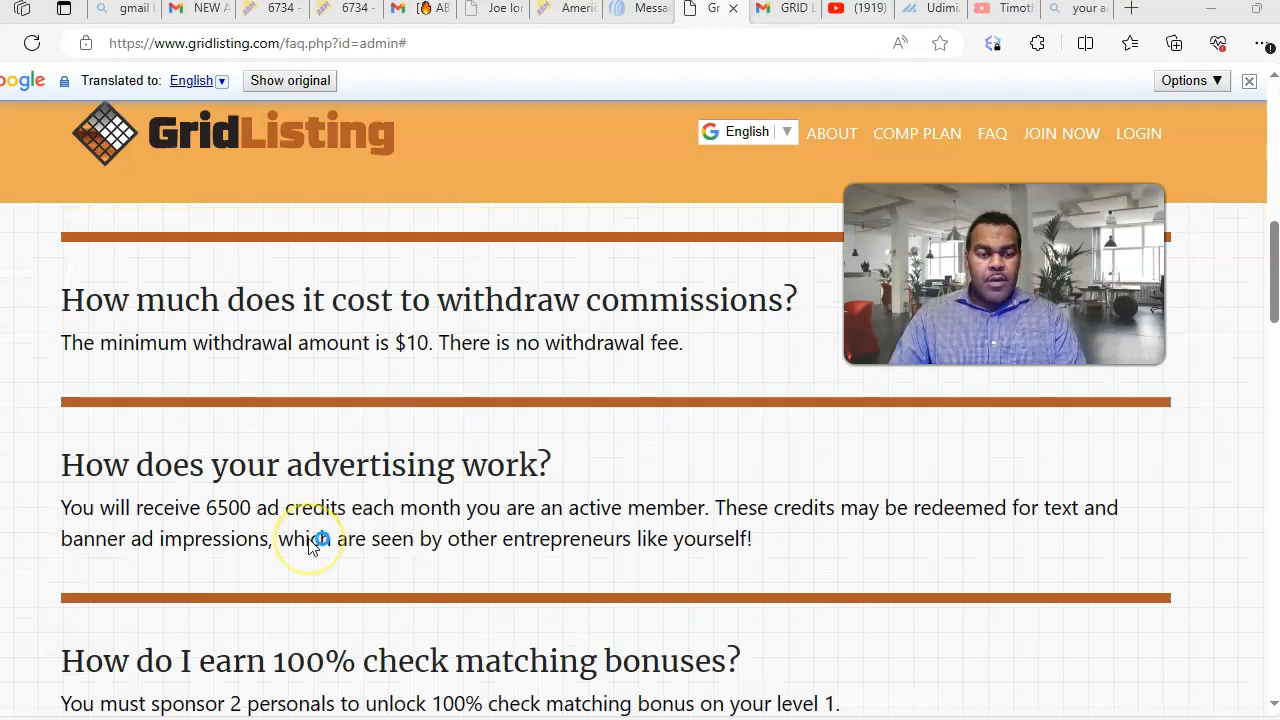 gmail l
NEW A
6734 -
6734 -
AB
Joe lor
Americ
Messa
Gr
GRID L
(1919)
Udimi.
Timoth
your a
https://www.gridlisting.com/faq.php?id=admin#
oogle Translated to: English Show original Options ▼
GridListing
English ▼ ABOUT COMP PLAN FAQ JOIN NOW LOGIN
How much does it cost to withdraw commissions?
The minimum withdrawal amount is $10. There is no withdrawal fee.
How does your advertising work?
You will receive 6500 ad credits each month you are an active member. These credits may be redeemed for text and
banner ad impressions, which are seen by other entrepreneurs like yourself!
How do I earn 100% check matching bonuses?
You must sponsor 2 personals to unlock 100% check matching bonus on your level 1.